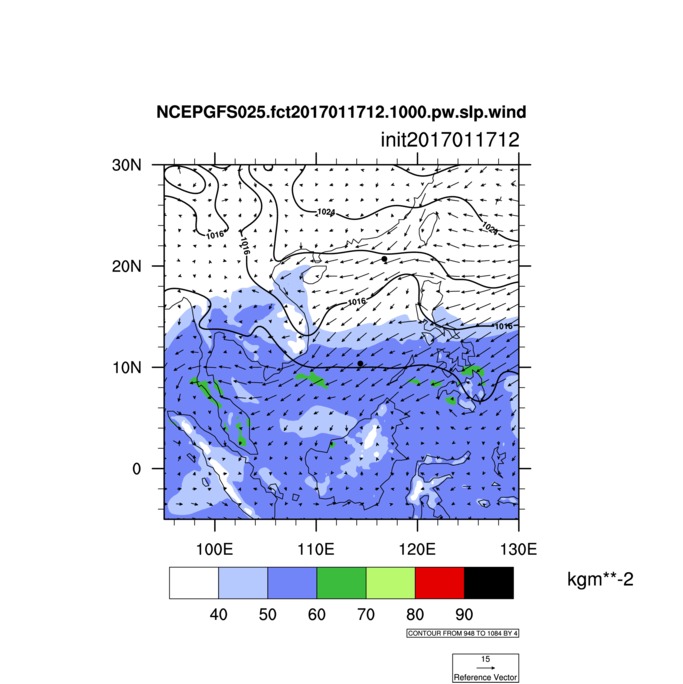 NCEPGFS025.fct2017011712.1000.pw.slp.wind
init2017011712
30N
1024
1016
1016
1024
20N
1016
1016
10N
0
100E 110E 120E 130E
kgm**-2
40 50 60 70 80 90
CONTOUR FROM 948 TO 1084 BY 4
15
Reference Vector